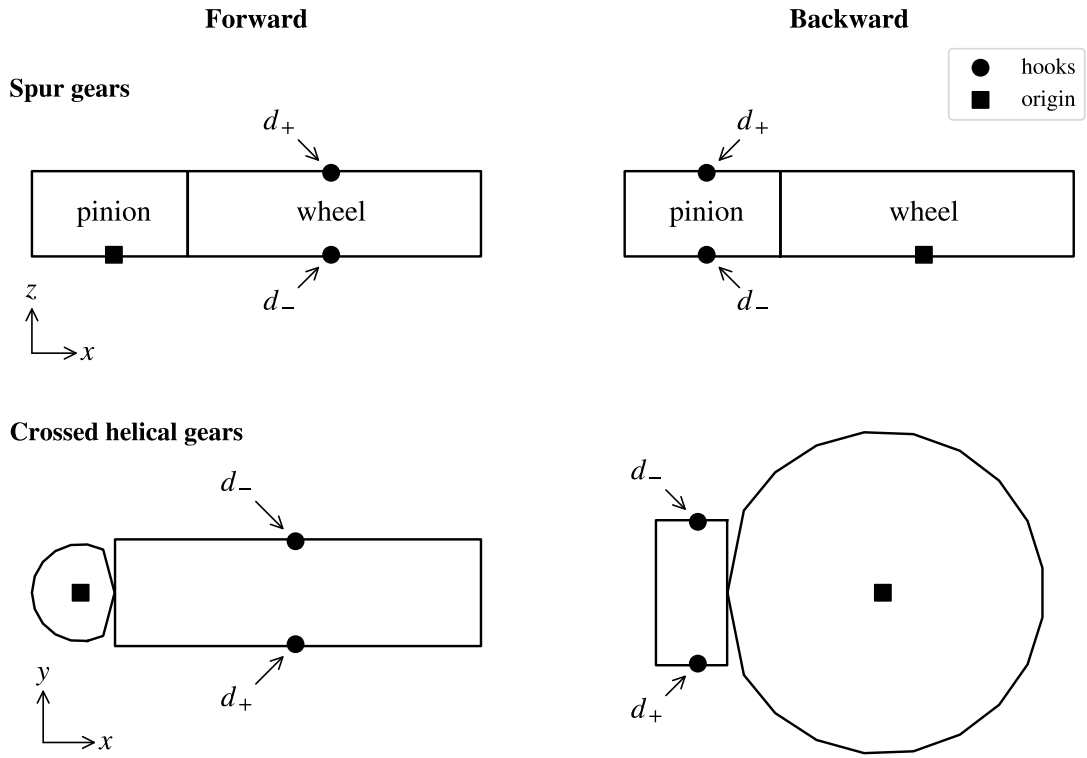 Forward
Backward
hooks
origin
Spur gears
d+
d+
pinion
wheel
pinion
wheel
d−
d−
z
x
Crossed helical gears
d−
d−
d+
d+
y
x